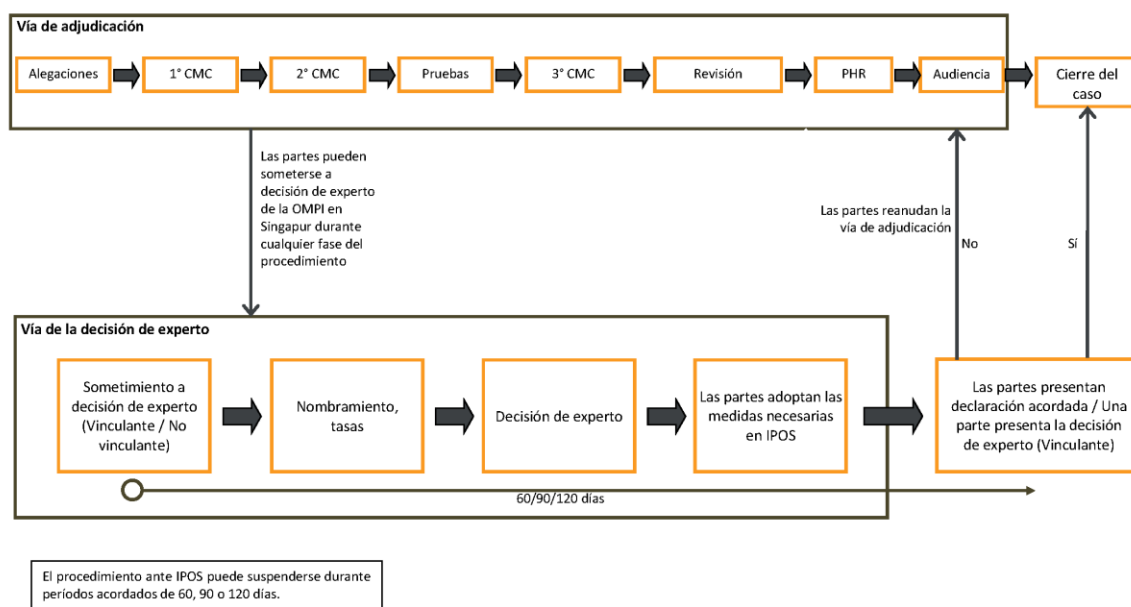 Vía de adjudicación
Alegaciones
1° CMC
2° CMC
Pruebas
3° CMC
Revisión
PHR
Audiencia
Cierre del
caso
Las partes pueden
someterse a
decisión de experto
de la OMPI en
Singapur durante
cualquier fase del
procedimiento
Las partes reanudan la
vía de adjudicación
No
Sí
Vía de la decisión de experto
Sometimiento a
decisión de experto
(Vinculante / No
vinculante)
Nombramiento,
tasas
Decisión de experto
Las partes adoptan las
medidas necesarias
en IPOS
Las partes presentan
declaración acordada / Una
parte presenta la decisión
de experto (Vinculante)
60/90/120 días
El procedimiento ante IPOS puede suspenderse durante
períodos acordados de 60, 90 o 120 días.